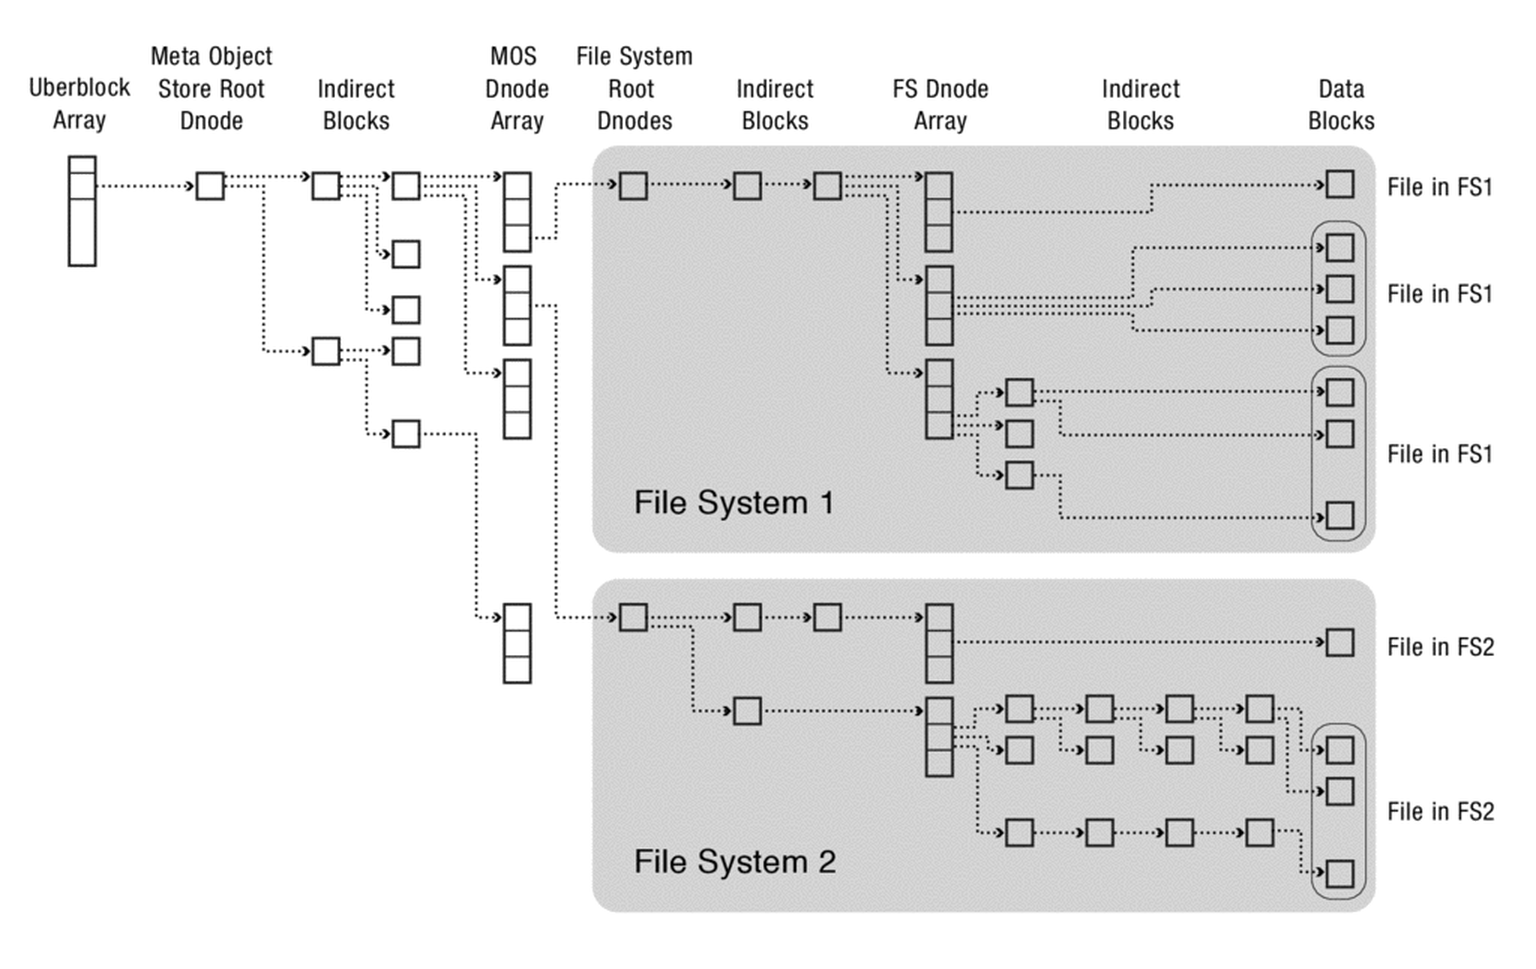 Uberblock
Array
Meta Object
Store Root
Dnode
Indirect
Blocks
MOS
Dnode
Array
File System
Root
Dnodes
Indirect
Blocks
FS Dnode
Array
Indirect
Blocks
Data
Blocks
File in FS1
File in FS1
File in FS1
File System 1
File in FS2
File in FS2
File System 2